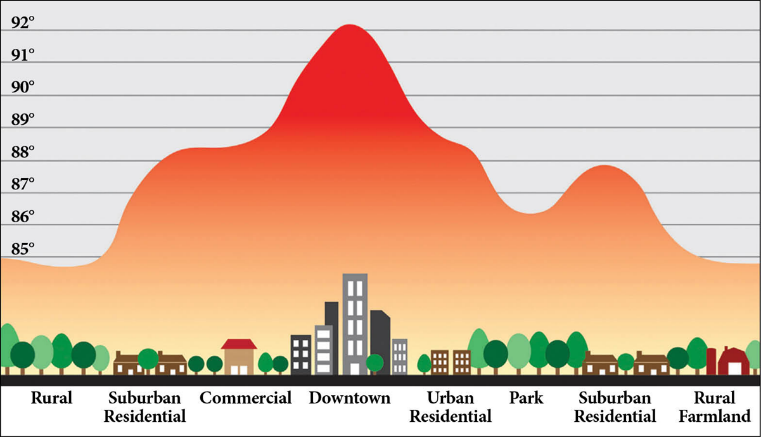 92°
91°
90°
89°
88°
87°
86°
85°
Rural
Suburban
Residential
Commercial
Downtown
Urban
Residential
Park
Suburban
Residential
Rural
Farmland